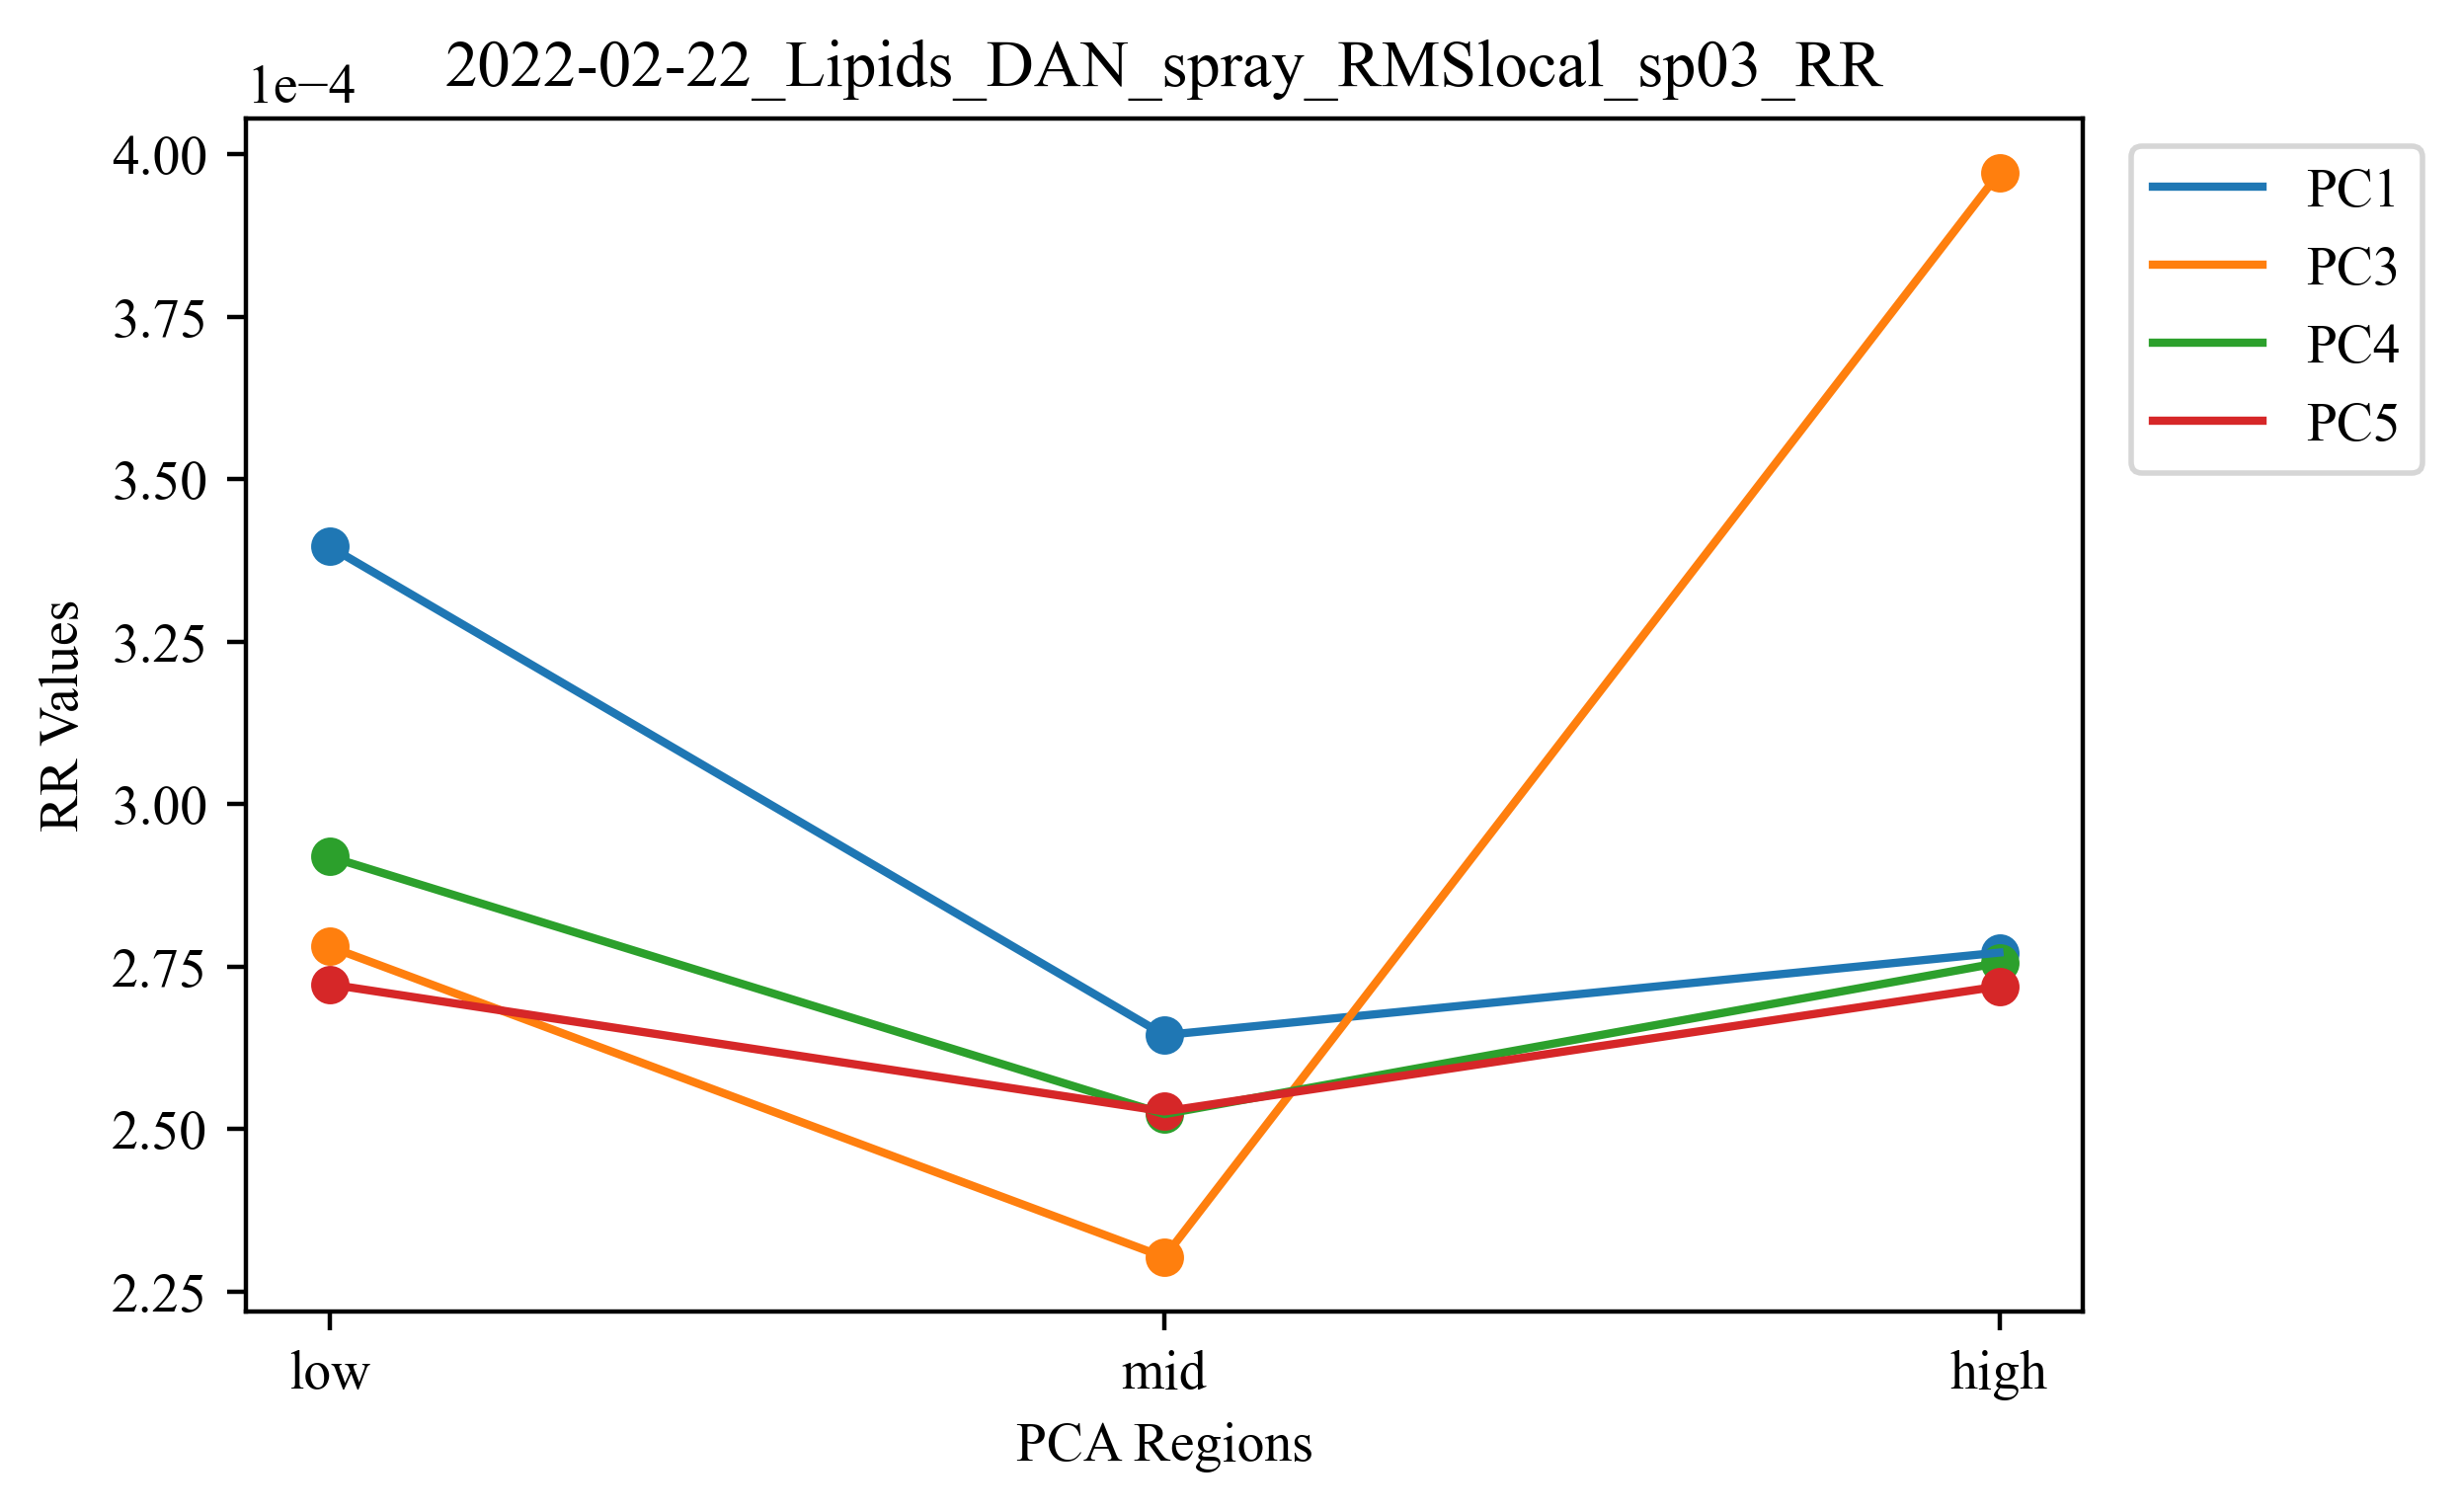 2022-02-22_Lipids_DAN_spray_RMSlocal_sp03_RR
1e−4
4.00
3.75
3.50
3.25
3.00
2.75
2.50
2.25
RR Values
low
mid
high
PCA Regions
PC1
PC3
PC4
PC5